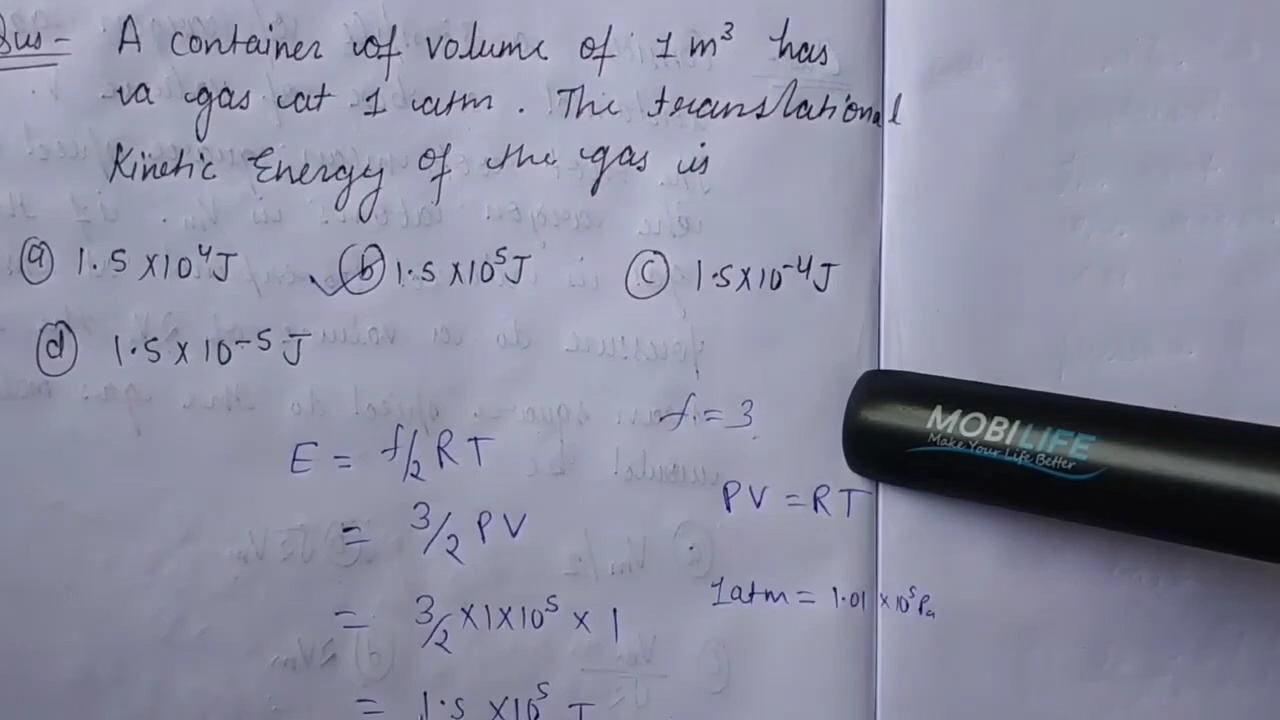 Qus - A container of volume of 1 m³ has
a gas at 1 atm. The translational
Kinetic Energy of the gas is
(a) 1.5 X10⁴J (b) 1.5 X10⁵J (c) 1.5X10⁻⁴J
(d) 1.5 x 10⁻⁵ J
f = 3
E = f/2 RT
PV = RT
= 3/2 PV
1atm = 1.01 x 10⁵ Pa
= 3/2 X1X10⁵ x 1
= 1.5 X10⁵ J
MOBILIFE
Make Your Life Better